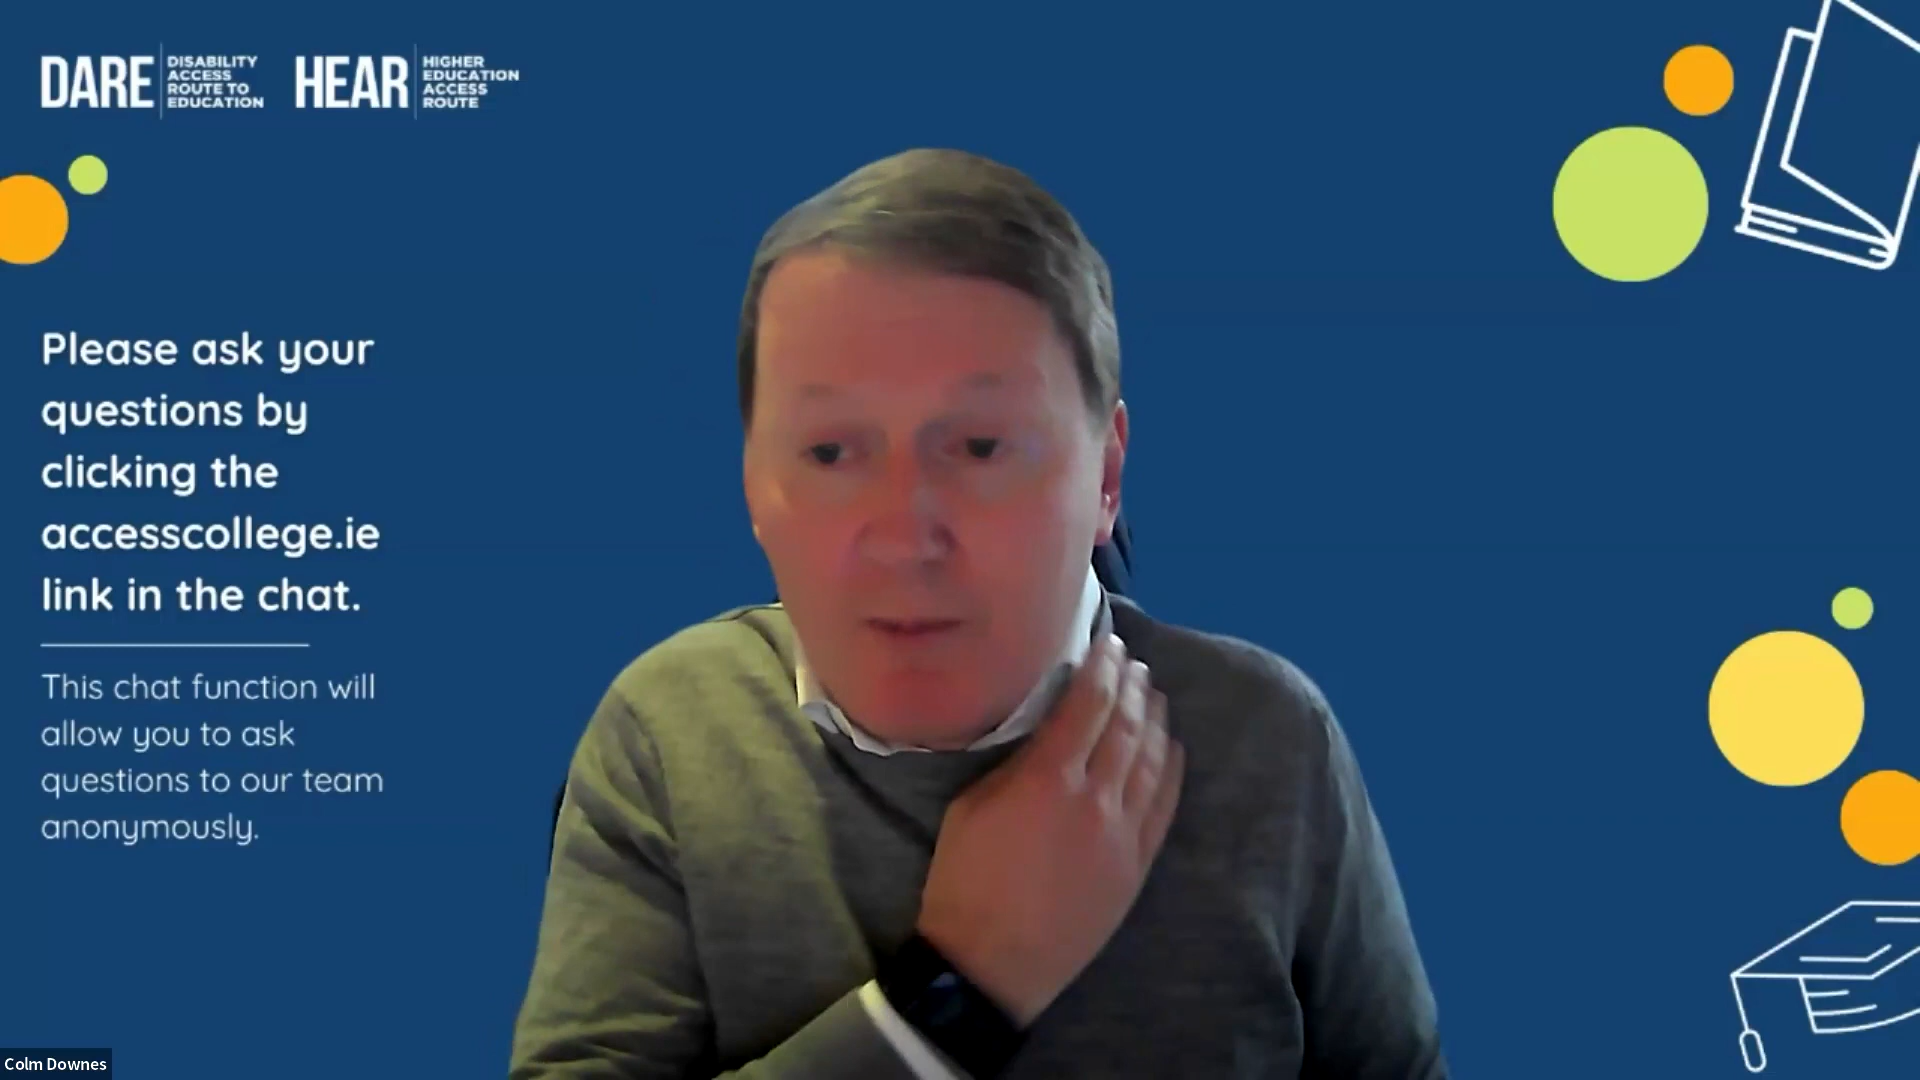 DARE
DISABILITY
ACCESS
ROUTE TO
EDUCATION
HEAR
HIGHER
EDUCATION
ACCESS
ROUTE
Please ask your
questions by
clicking the
accesscollege.ie
link in the chat.
This chat function will
allow you to ask
questions to our team
anonymously.
Colm Downes